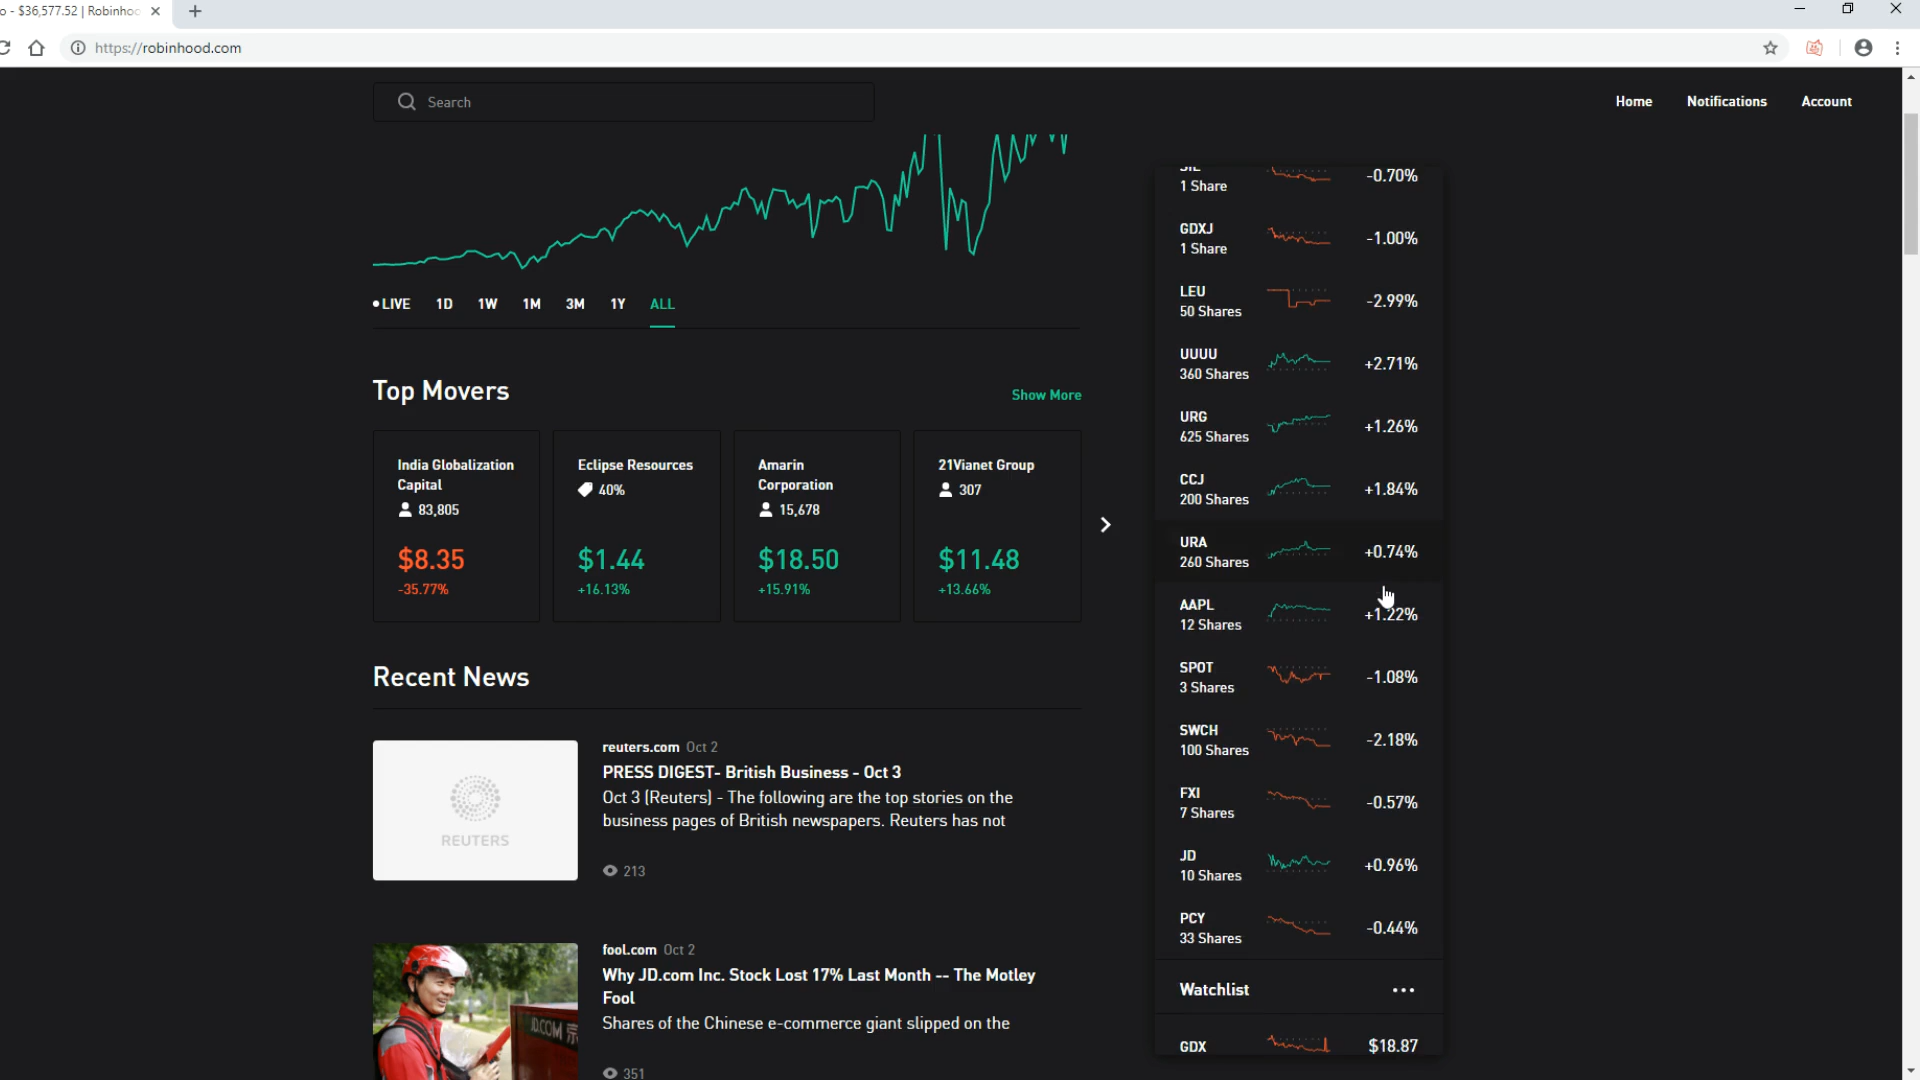 o - $36,577.52 | Robinhoo
https://robinhood.com
Search
Home
Notifications
Account
LIVE
1D
1W
1M
3M
1Y
ALL
Top Movers
Show More
India Globalization
Capital
83,805
$8.35
-35.77%
Eclipse Resources
40%
$1.44
+16.13%
Amarin
Corporation
15,678
$18.50
+15.91%
21Vianet Group
307
$11.48
+13.66%
Recent News
REUTERS
reuters.com Oct 2
PRESS DIGEST- British Business - Oct 3
Oct 3 (Reuters) - The following are the top stories on the
business pages of British newspapers. Reuters has not
213
JD.COM 京
fool.com Oct 2
Why JD.com Inc. Stock Lost 17% Last Month -- The Motley
Fool
Shares of the Chinese e-commerce giant slipped on the
351
SIL
1 Share
-0.70%
GDXJ
1 Share
-1.00%
LEU
50 Shares
-2.99%
UUUU
360 Shares
+2.71%
URG
625 Shares
+1.26%
CCJ
200 Shares
+1.84%
URA
260 Shares
+0.74%
AAPL
12 Shares
+1.22%
SPOT
3 Shares
-1.08%
SWCH
100 Shares
-2.18%
FXI
7 Shares
-0.57%
JD
10 Shares
+0.96%
PCY
33 Shares
-0.44%
Watchlist
GDX
$18.87